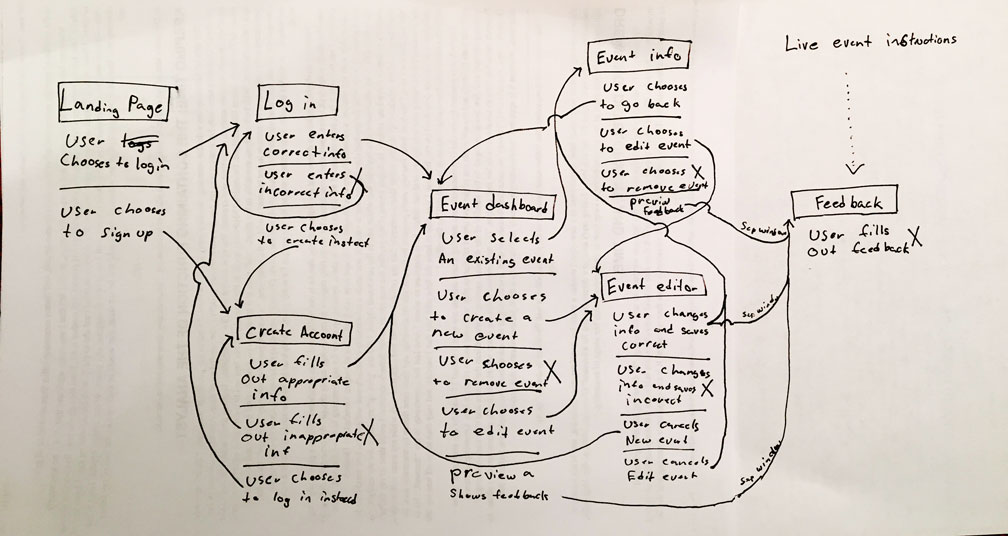 Landing Page
User logs
Chooses to login
User chooses
to sign up
Log in
User enters
correct info
User enters
incorrect info
User chooses
to create instect
Create Account
User fills
out appropriate
info
User fills
out inappropriate X
inf
User chooses
to log in instead
Event dashboard
User selects
An existing event
User chooses
to create a
new event
User shooses
to remove event X
User chooses
to edit event
preview a
Shows feedback
Event info
User chooses
to go back
User chooses
to edit event
User chooses X
to remove event
previw
feedback
Event editor
User changes
info and saves
correct
User changes
info and saves X
incorect
User cancels
New event
User cancels
Edit event
sep window
sep window
sep window
Live event instructions
Feedback
User fills
Out feedback X